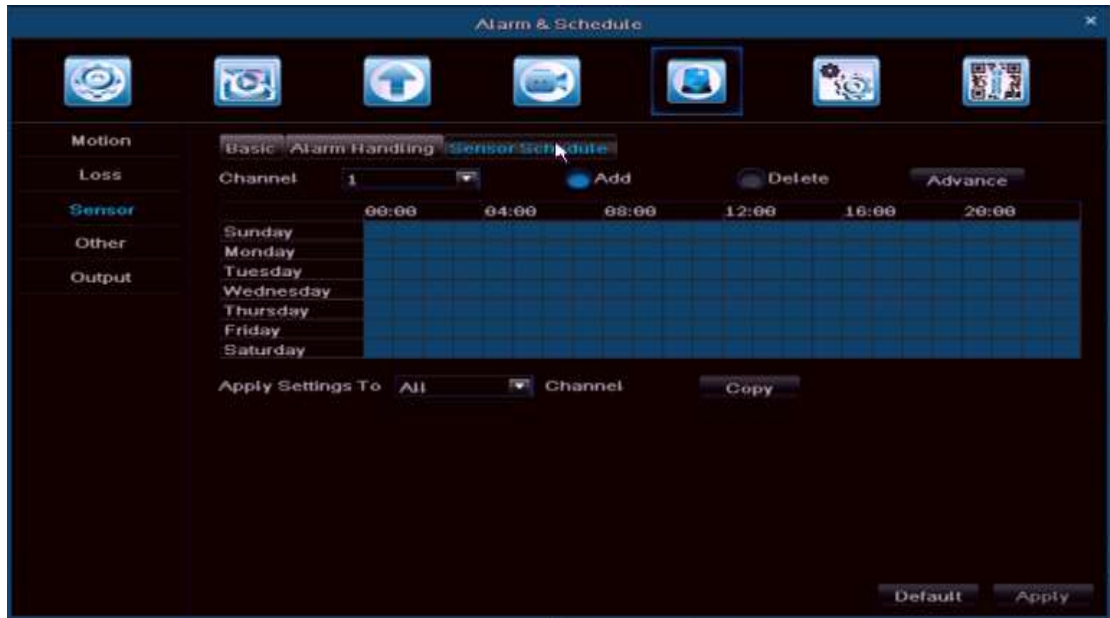 Alarm & Schedule ×
Motion
Loss
Sensor
Other
Output
Basic Alarm Handling Sensor Schedule
Channel 1 Add Delete Advance
00:00 04:00 08:00 12:00 16:00 20:00
Sunday
Monday
Tuesday
Wednesday
Thursday
Friday
Saturday
Apply Settings To All Channel Copy
Default Apply